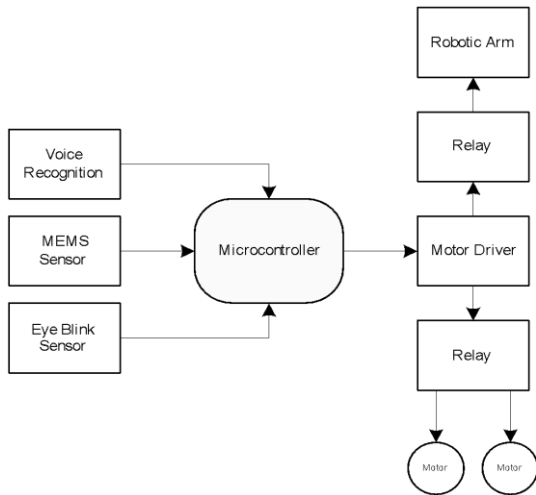 Robotic Arm
Relay
Voice
Recognition
MEMS
Sensor
Microcontroller
Motor Driver
Eye Blink
Sensor
Relay
Motor
Motor